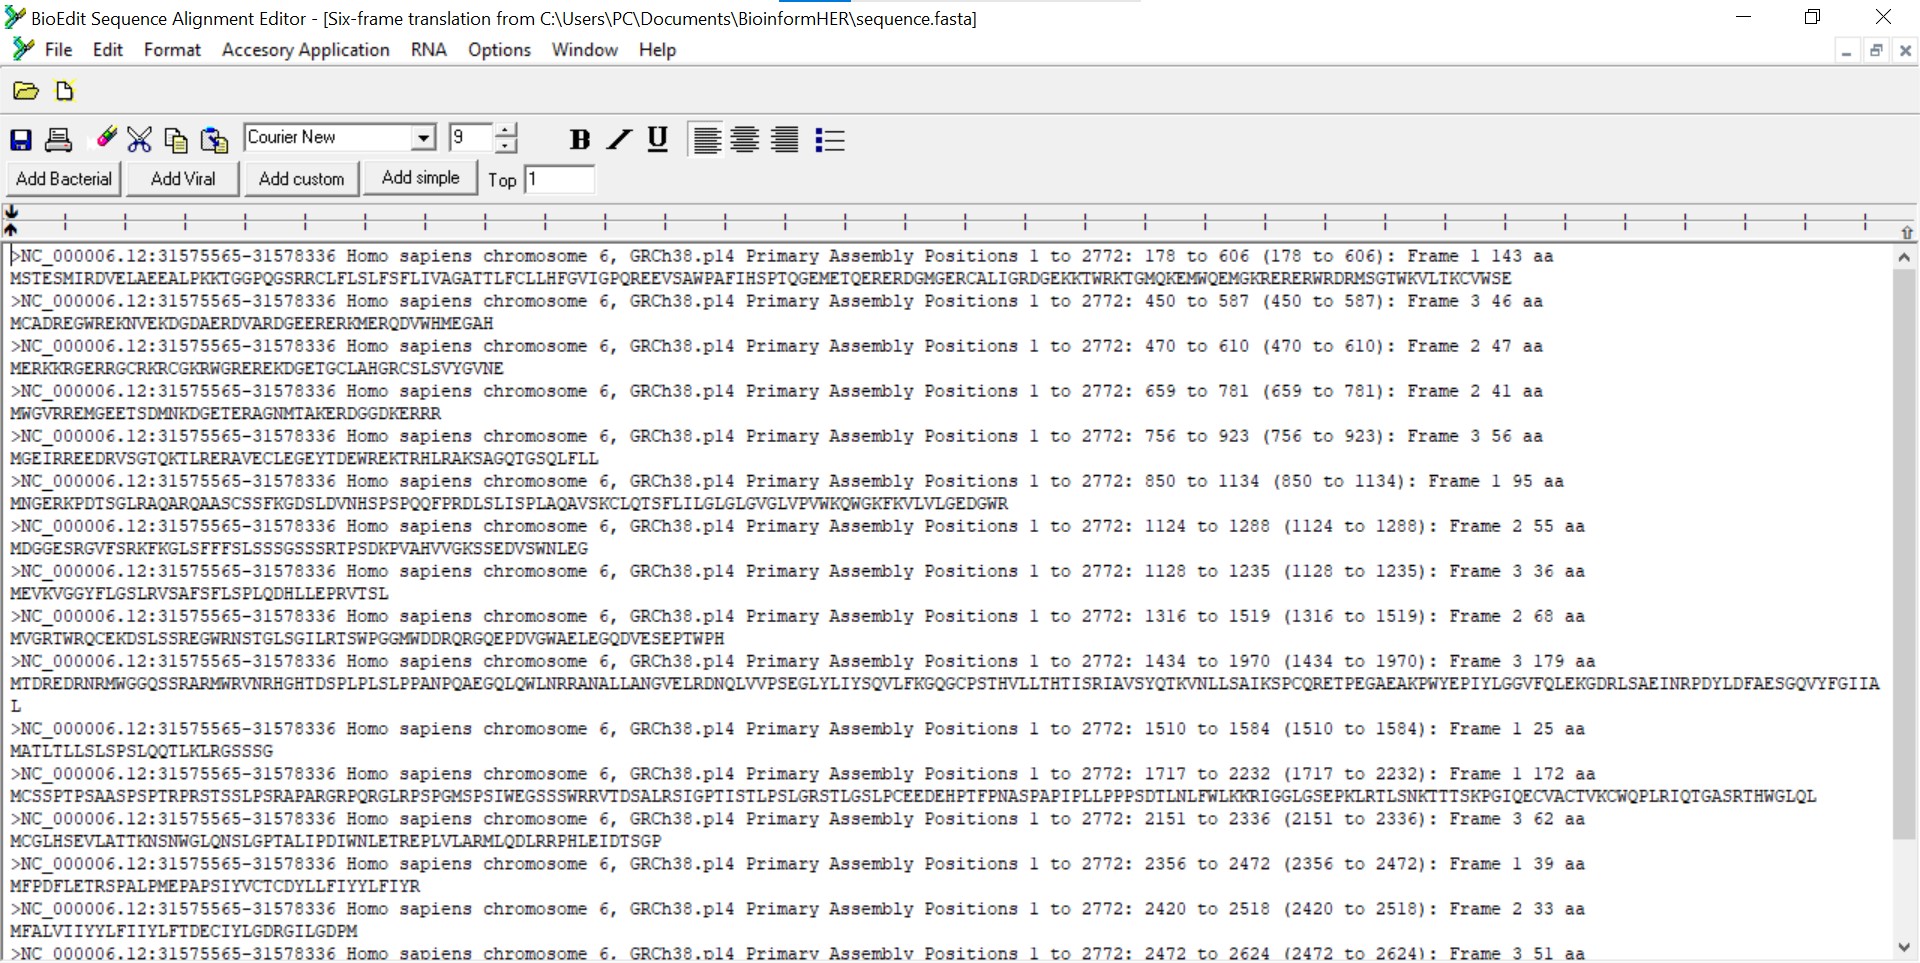 BioEdit Sequence Alignment Editor - [Six-frame translation from C:\Users\PC\Documents\BioinformHER\sequence.fasta]
File Edit Format Accesory Application RNA Options Window Help
Courier New 9 B I U
Add Bacterial Add Viral Add custom Add simple Top 1
>NC_000006.12:31575565-31578336 Homo sapiens chromosome 6, GRCh38.p14 Primary Assembly Positions 1 to 2772: 178 to 606 (178 to 606): Frame 1 143 aa
MSTESMIRDVELAEEALPKKTGGPQGSRRCLFLSLFSFLIVAGATTLFCLLHFGVIGPQREEVSAWPAFIHSPTQGEMETQERERDGMGERCALIGRDGEKKTWRKTGMQKEMWQEMGKRERERWRDRMSGTWKVLTKCVWSE
>NC_000006.12:31575565-31578336 Homo sapiens chromosome 6, GRCh38.p14 Primary Assembly Positions 1 to 2772: 450 to 587 (450 to 587): Frame 3 46 aa
MCADREGWREKNVEKDGDAERDVARDGEERERKMERQDVWHMEGAH
>NC_000006.12:31575565-31578336 Homo sapiens chromosome 6, GRCh38.p14 Primary Assembly Positions 1 to 2772: 470 to 610 (470 to 610): Frame 2 47 aa
MERKKRGERRGCRKRCGKRWGREREKDGETGCLAHGRCSLSVYGVNE
>NC_000006.12:31575565-31578336 Homo sapiens chromosome 6, GRCh38.p14 Primary Assembly Positions 1 to 2772: 659 to 781 (659 to 781): Frame 2 41 aa
MWGVRREMGEETSDMNKDGETERAGNMTAKERDGGDKERRR
>NC_000006.12:31575565-31578336 Homo sapiens chromosome 6, GRCh38.p14 Primary Assembly Positions 1 to 2772: 756 to 923 (756 to 923): Frame 3 56 aa
MGEIRREEDRVSGTQKTLRERAVECLEGEYTDEWREKTRHLRAKSAGQTGSQLFLL
>NC_000006.12:31575565-31578336 Homo sapiens chromosome 6, GRCh38.p14 Primary Assembly Positions 1 to 2772: 850 to 1134 (850 to 1134): Frame 1 95 aa
MNGERKPDTSGLRAQARQAASCSSFKGDSLDVNHSPSPQQFPRDLSLISPLAQAVSKCLQTSFLILGLGLGVGLVPVWKQWGKFKVLVLGEDGWR
>NC_000006.12:31575565-31578336 Homo sapiens chromosome 6, GRCh38.p14 Primary Assembly Positions 1 to 2772: 1124 to 1288 (1124 to 1288): Frame 2 55 aa
MDGGESRGVFSRKFKGLSFFFSLSSSGSSSRTPSDKPVAHVVGKSSEDVSWNLEG
>NC_000006.12:31575565-31578336 Homo sapiens chromosome 6, GRCh38.p14 Primary Assembly Positions 1 to 2772: 1128 to 1235 (1128 to 1235): Frame 3 36 aa
MEVKVGGYFLGSLRVSAFSFLSPLQDHLLEPRVTSL
>NC_000006.12:31575565-31578336 Homo sapiens chromosome 6, GRCh38.p14 Primary Assembly Positions 1 to 2772: 1316 to 1519 (1316 to 1519): Frame 2 68 aa
MVGRTWRQCEKDSLSSREGWRNSTGLSGILRTSWPGGMWDDRQRGQEPDVGWAELEGQDVESEPTWPH
>NC_000006.12:31575565-31578336 Homo sapiens chromosome 6, GRCh38.p14 Primary Assembly Positions 1 to 2772: 1434 to 1970 (1434 to 1970): Frame 3 179 aa
MTDREDRNRMWGGQSSRARMWRVNRHGHTDSPLPLSLPPANPQAEGQLQWLNRRANALLANGVELRDNQLVVPSEGLYLIYSQVLFKGQGCPSTHVLLTHTISRIAVSYQTKVNLLSAIKSPCQRETPEGAEAKPWYEPIYLGGVFQLEKGDRLSAEINRPDYLDFAESGQVYFGIIA
L
>NC_000006.12:31575565-31578336 Homo sapiens chromosome 6, GRCh38.p14 Primary Assembly Positions 1 to 2772: 1510 to 1584 (1510 to 1584): Frame 1 25 aa
MATLTLLSLSPSLQQTLKLRGSSSG
>NC_000006.12:31575565-31578336 Homo sapiens chromosome 6, GRCh38.p14 Primary Assembly Positions 1 to 2772: 1717 to 2232 (1717 to 2232): Frame 1 172 aa
MCSSPTPSAASPSPTRPRSTSSLPSRAPARGRPQRGLRPSPGMSPSIWEGSSSWRRVTDSALRSIGPTISTLPSLGRSTLGSLPCEEDEHPTFPNASPAPIPLLPPPSDTLNLFWLKKRIGGLGSEPKLRTLSNKTTTSKPGIQECVACTVKCWQPLRIQTGASRTHWGLQL
>NC_000006.12:31575565-31578336 Homo sapiens chromosome 6, GRCh38.p14 Primary Assembly Positions 1 to 2772: 2151 to 2336 (2151 to 2336): Frame 3 62 aa
MCGLHSEVLATTKNSNWGLQNSLGPTALIPDIWNLETREPLVLARMLQDLRRPHLEIDTSGP
>NC_000006.12:31575565-31578336 Homo sapiens chromosome 6, GRCh38.p14 Primary Assembly Positions 1 to 2772: 2356 to 2472 (2356 to 2472): Frame 1 39 aa
MFPDFLETRSPALPMEPAPSIYVCTCDYLLFIYYLFIYR
>NC_000006.12:31575565-31578336 Homo sapiens chromosome 6, GRCh38.p14 Primary Assembly Positions 1 to 2772: 2420 to 2518 (2420 to 2518): Frame 2 33 aa
MFALVIIYYLFIIYLFTDECIYLGDRGILGDPM
>NC_000006.12:31575565-31578336 Homo sapiens chromosome 6, GRCh38.p14 Primary Assembly Positions 1 to 2772: 2472 to 2624 (2472 to 2624): Frame 3 51 aa